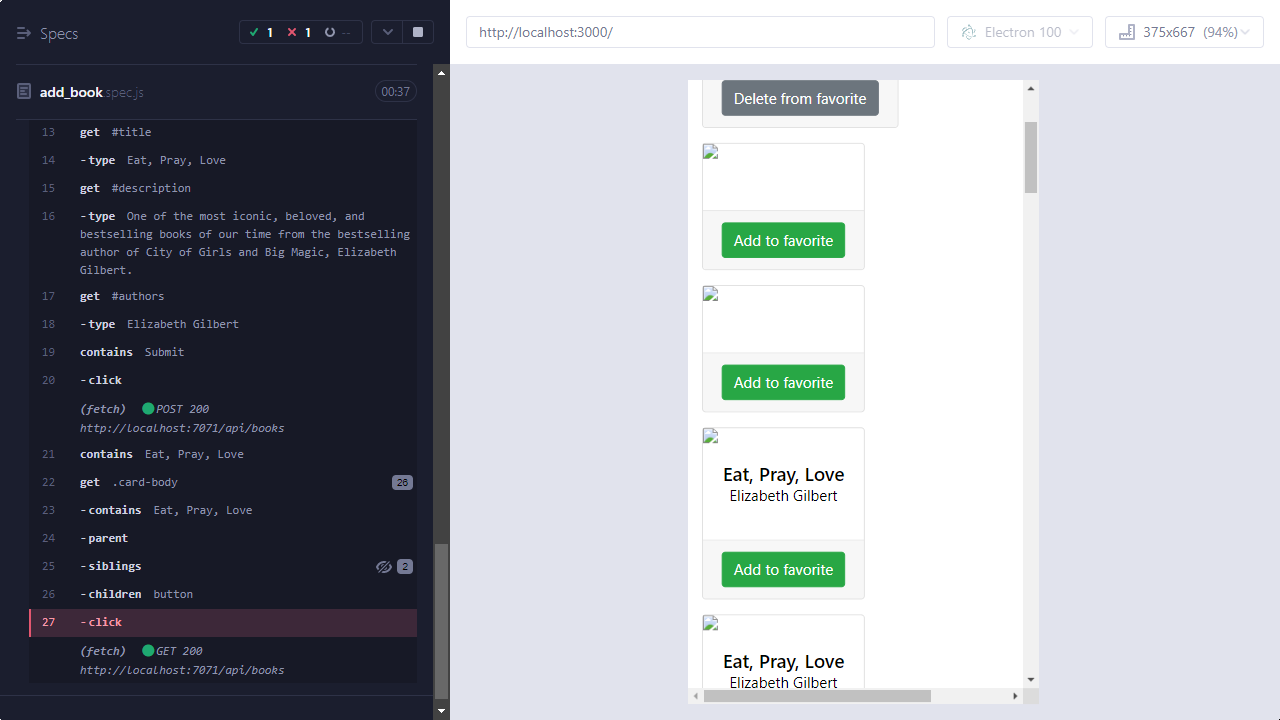 Specs
1
1
--
http://localhost:3000/
Electron 100
375x667 (94%)
add_book.spec.js
00:37
13 get #title
14 -type Eat, Pray, Love
15 get #description
16 -type One of the most iconic, beloved, and
bestselling books of our time from the bestselling
author of City of Girls and Big Magic, Elizabeth
Gilbert.
17 get #authors
18 -type Elizabeth Gilbert
19 contains Submit
20 -click
(fetch) POST 200
http://localhost:7071/api/books
21 contains Eat, Pray, Love
22 get .card-body 20
23 -contains Eat, Pray, Love
24 -parent
25 -siblings 2
26 -children button
27 -click
(fetch) GET 200
http://localhost:7071/api/books
Delete from favorite
Add to favorite
Add to favorite
Eat, Pray, Love
Elizabeth Gilbert
Add to favorite
Eat, Pray, Love
Elizabeth Gilbert